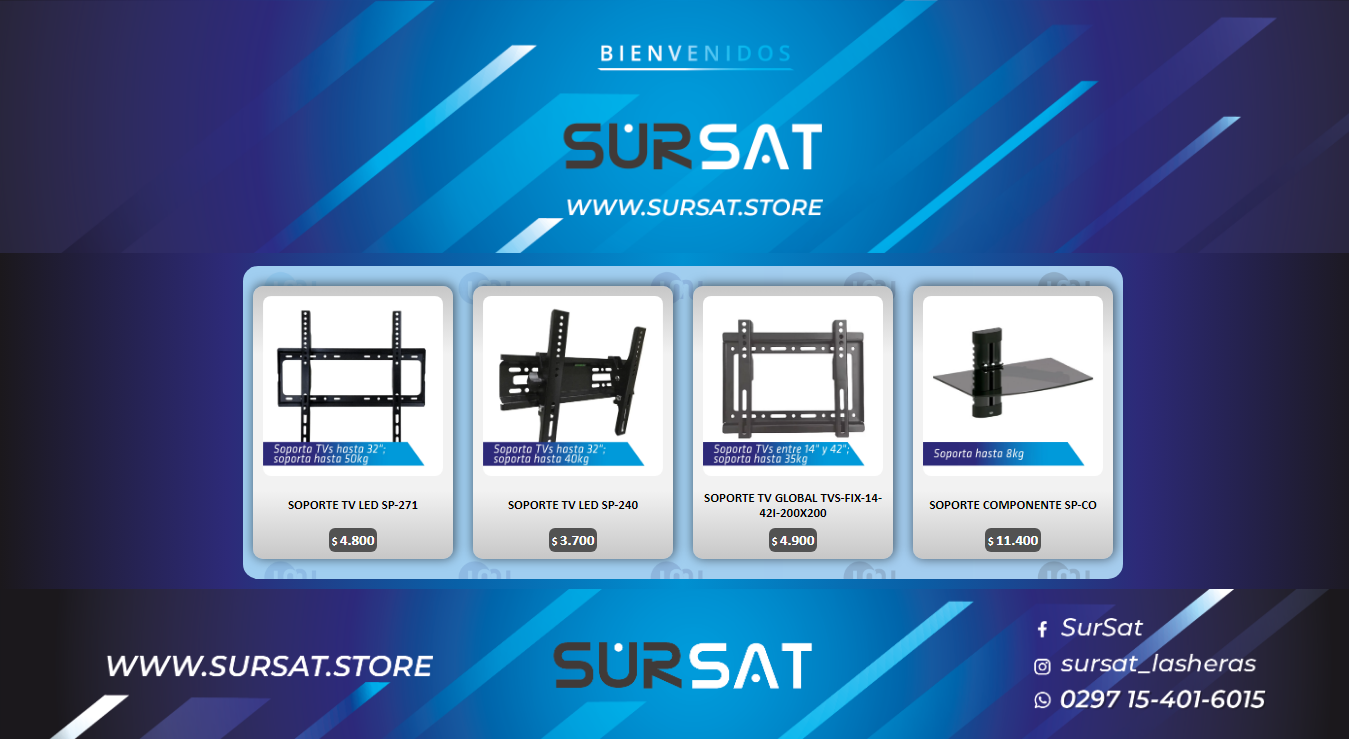 BIENVENIDOS
SURSAT
WWW.SURSAT.STORE
Soporta TVs hasta 32";
soporta hasta 50kg
SOPORTE TV LED SP-271
$ 4.800
Soporta TVs hasta 32";
soporta hasta 40kg
SOPORTE TV LED SP-240
$ 3.700
Soporta TVs entre 14" y 42";
soporta hasta 35kg
SOPORTE TV GLOBAL TVS-FIX-14-
42I-200X200
$ 4.900
Soporta hasta 8kg
SOPORTE COMPONENTE SP-CO
$ 11.400
WWW.SURSAT.STORE
SURSAT
SurSat
sursat_lasheras
0297 15-401-6015